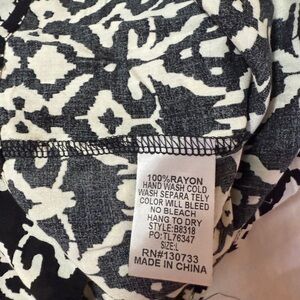 100%RAYON
HAND WASH COLD
WASH SEPARA TELY
COLOR WILL BLEED
NO BLEACH
HANG TO DRY
STYLE:B8318
PO:TL76347
SIZE:L
RN#130733
MADE IN CHINA